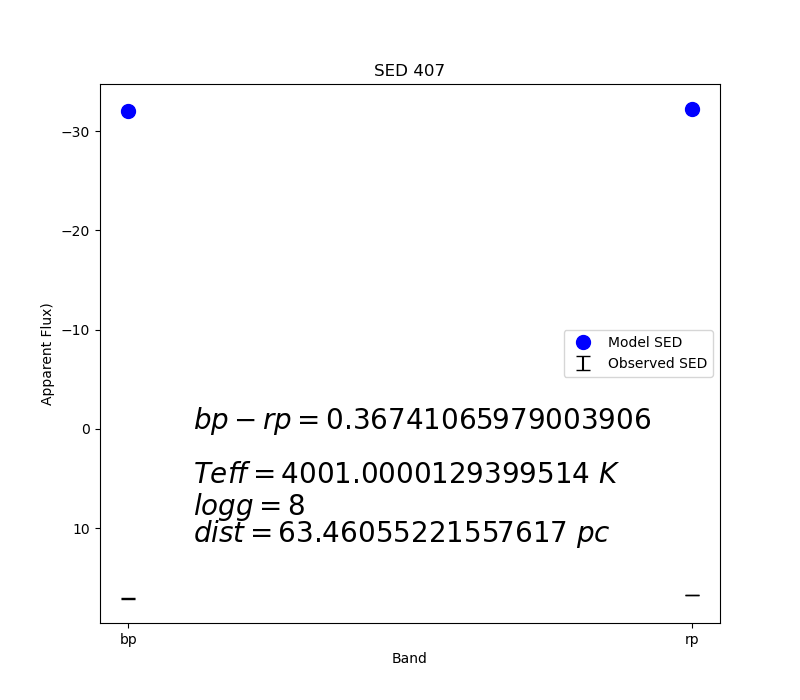 SED 407
−30
−20
−10
0
10
Apparent Flux)
Model SED
Observed SED
bp − rp = 0.36741065979003906
Teff = 4001.0000129399514 K
logg = 8
dist = 63.46055221557617 pc
bp
rp
Band